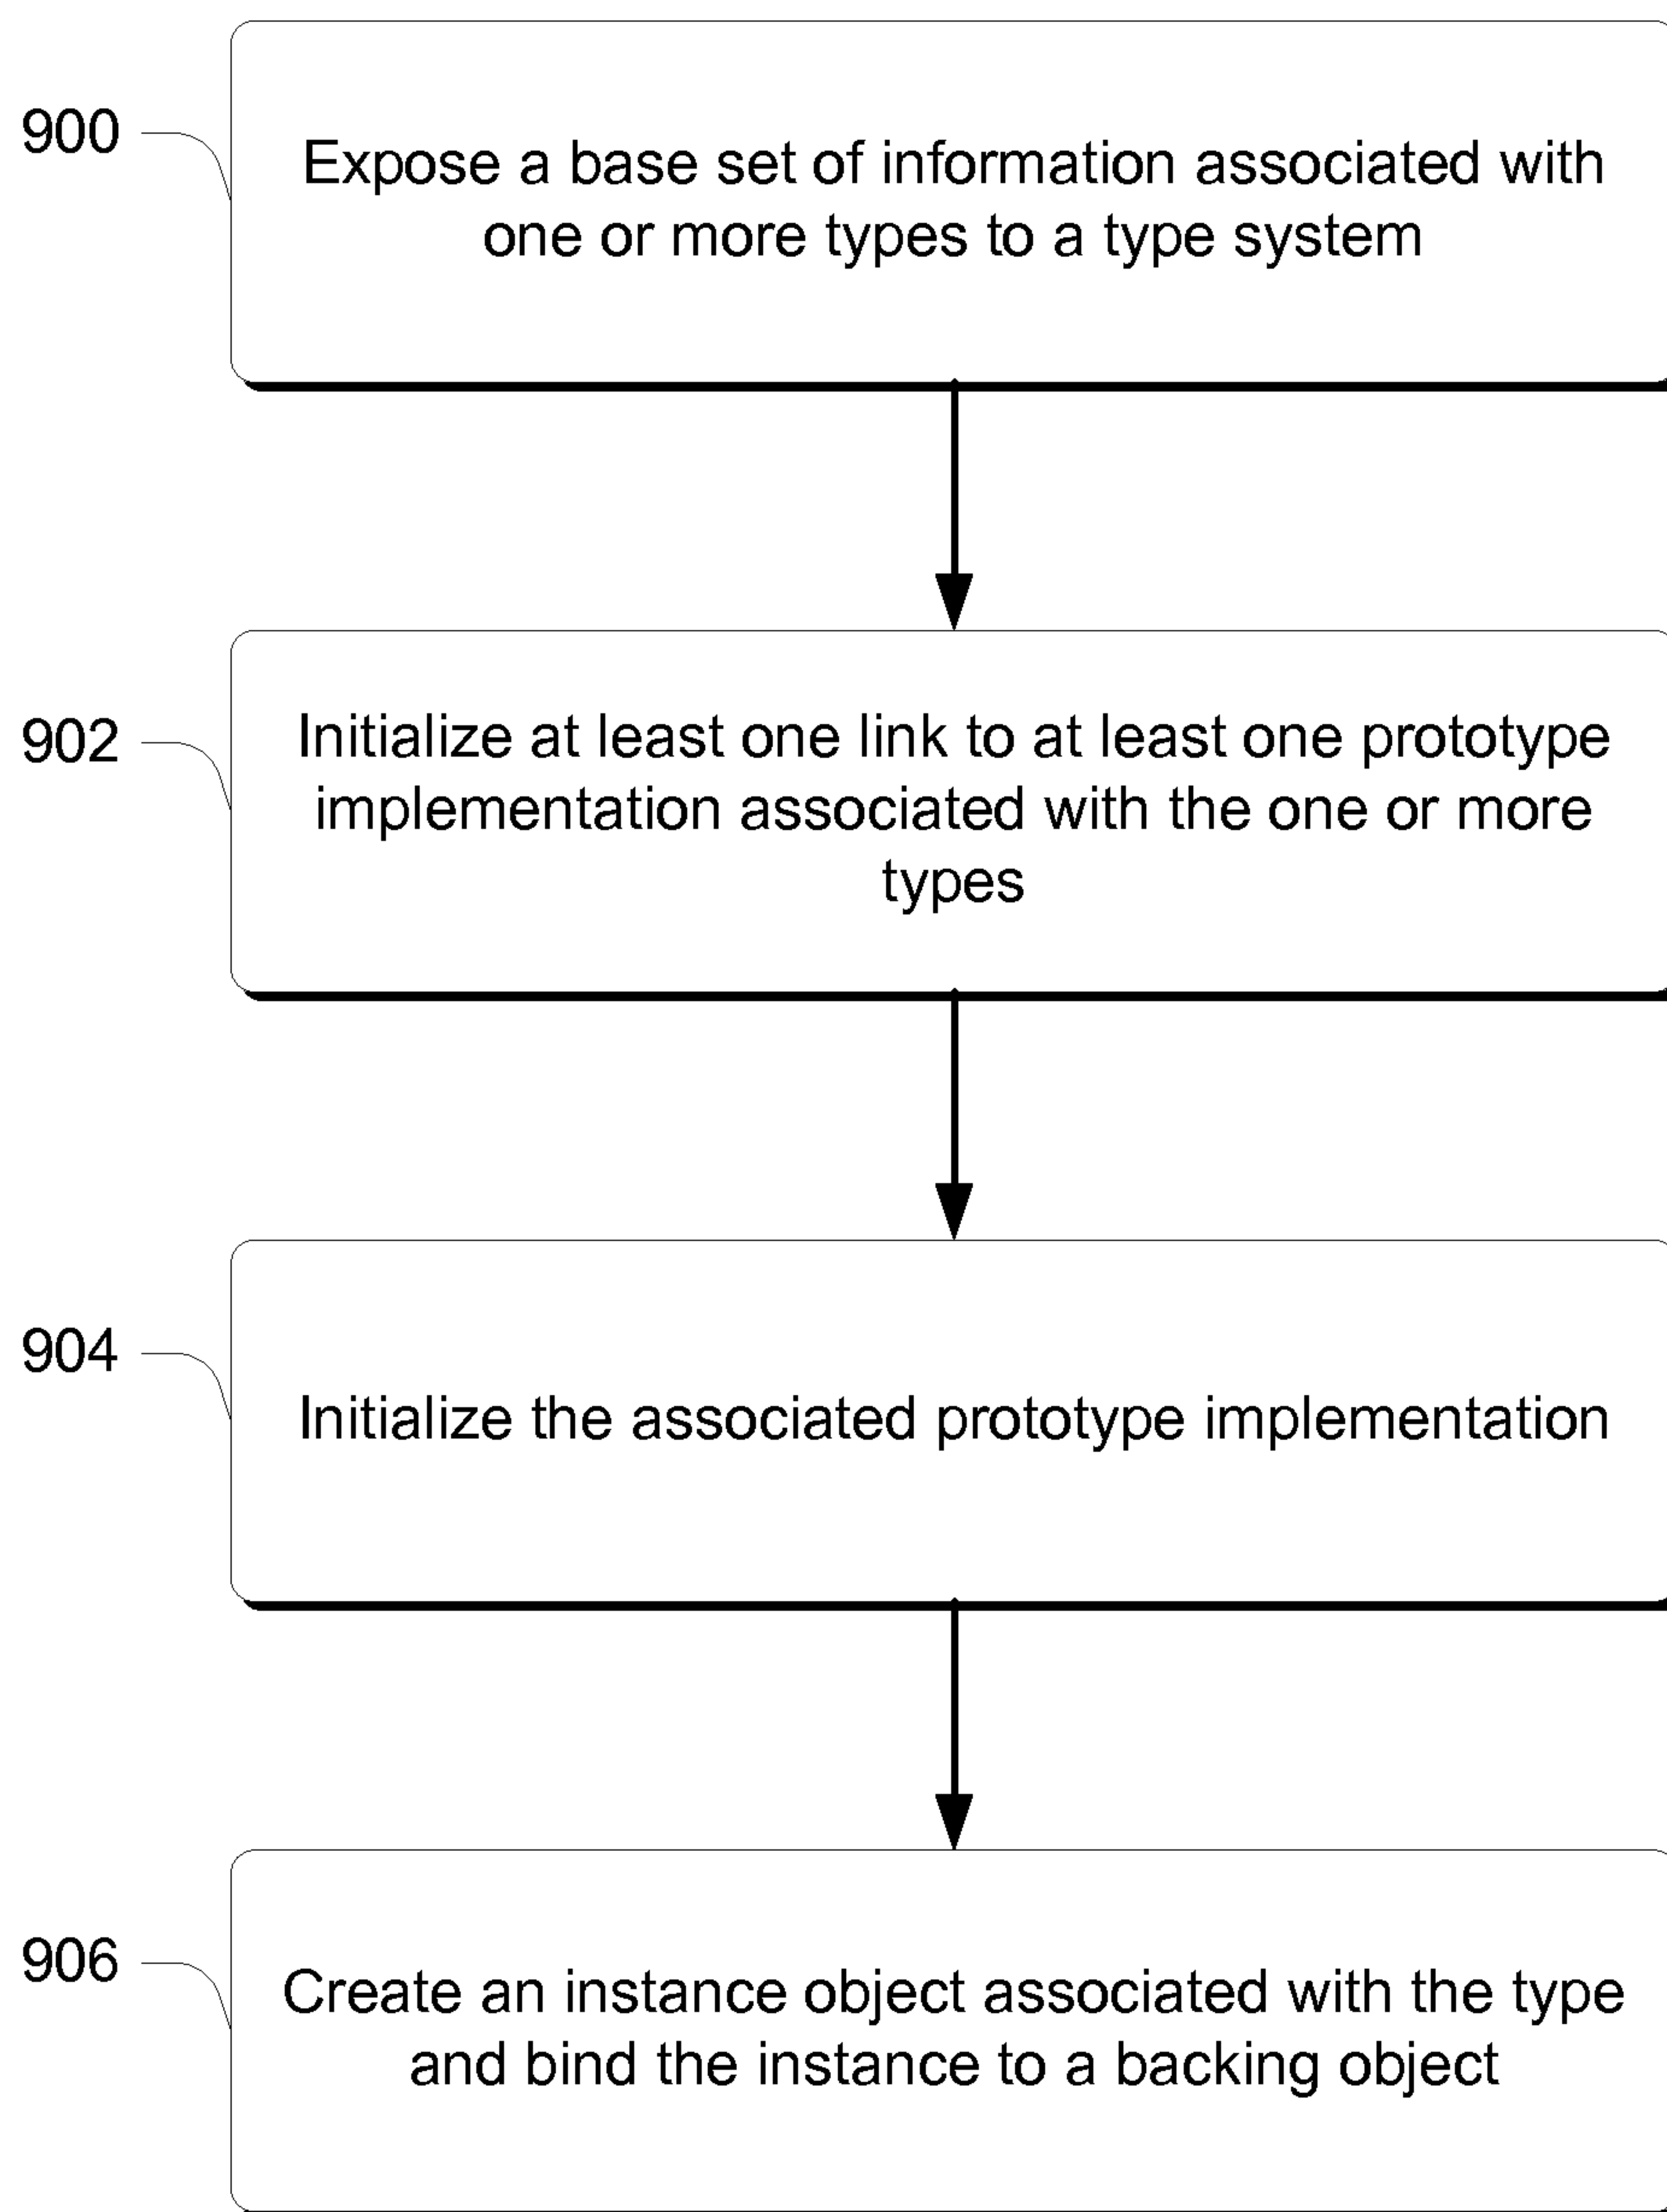 900
Expose a base set of information associated with
one or more types to a type system
902
Initialize at least one link to at least one prototype
implementation associated with the one or more
types
904
Initialize the associated prototype implementation
906
Create an instance object associated with the type
and bind the instance to a backing object